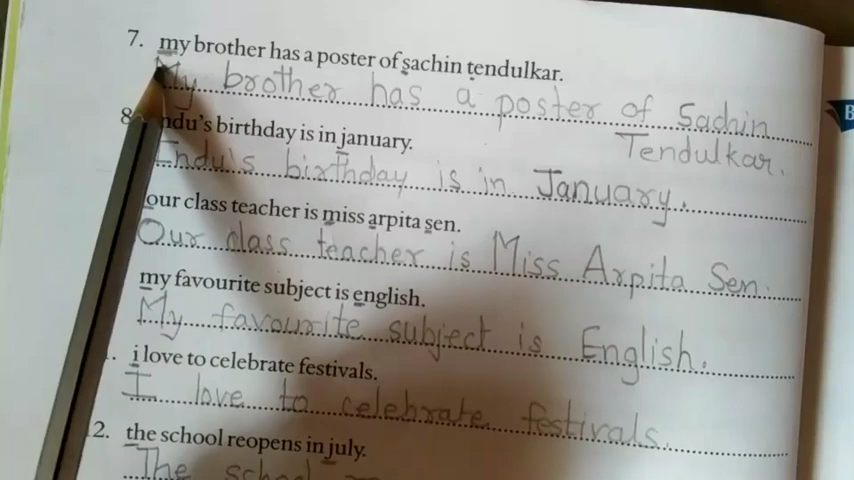 7. my brother has a poster of sachin tendulkar.
My brother has a poster of Sachin
Tendulkar.
8 ndu's birthday is in january.
Indu's birthday is in January.
our class teacher is miss arpita sen.
Our class teacher is Miss Arpita Sen.
my favourite subject is english.
My favourite subject is English.
. i love to celebrate festivals.
I love to celebrate festivals.
2. the school reopens in july.
The school
B